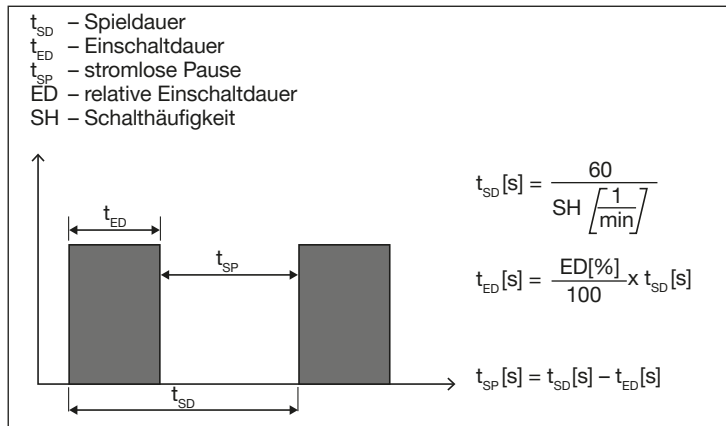 t_SD – Spieldauer
t_ED – Einschaltdauer
t_SP – stromlose Pause
ED – relative Einschaltdauer
SH – Schalthäufigkeit
t_ED
t_SP
t_SD
t_SD[s] = 60 / SH [1/min]
t_ED[s] = ED[%] / 100 x t_SD[s]
t_SP[s] = t_SD[s] – t_ED[s]